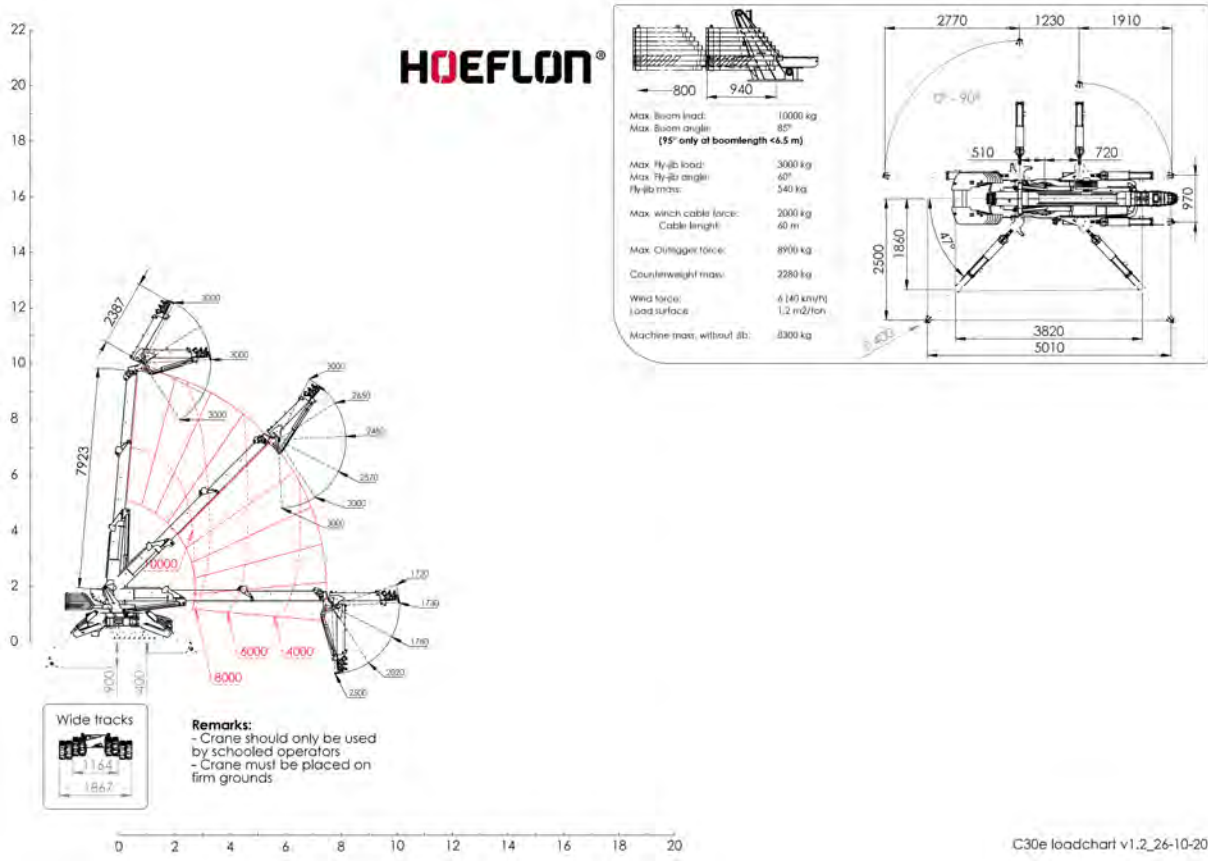 HOEFLON®
22
20
18
16
14
12
10
8
6
4
2
0
800
940
Max. Boom load: 10000 kg
Max. Boom angle: 85°
(95° only at boomlength <6.5 m)
Max. Fly-jib load: 3000 kg
Max. Fly-jib angle: 60°
Fly-jib mass: 540 kg
Max. winch cable force: 2000 kg
Cable lenght: 60 m
Max. Outrigger force: 8900 kg
Counterweight mass: 2280 kg
Wind force: 6 (40 km/h)
Load surface: 1,2 m2/ton
Machine mass, without Jib: 8300 kg
2770
1230
1910
0° - 90°
510
720
970
2500
1860
47°
3820
5010
400
2387
3000
3000
3000
7923
3000
2650
2460
2570
3000
3000
10000
1720
1730
1760
2020
2500
6000
4000
8000
900
400
Wide tracks
1164
1867
Remarks:
- Crane should only be used
by schooled operators
- Crane must be placed on
firm grounds
0 2 4 6 8 10 12 14 16 18 20
C30e loadchart v1.2_26-10-20